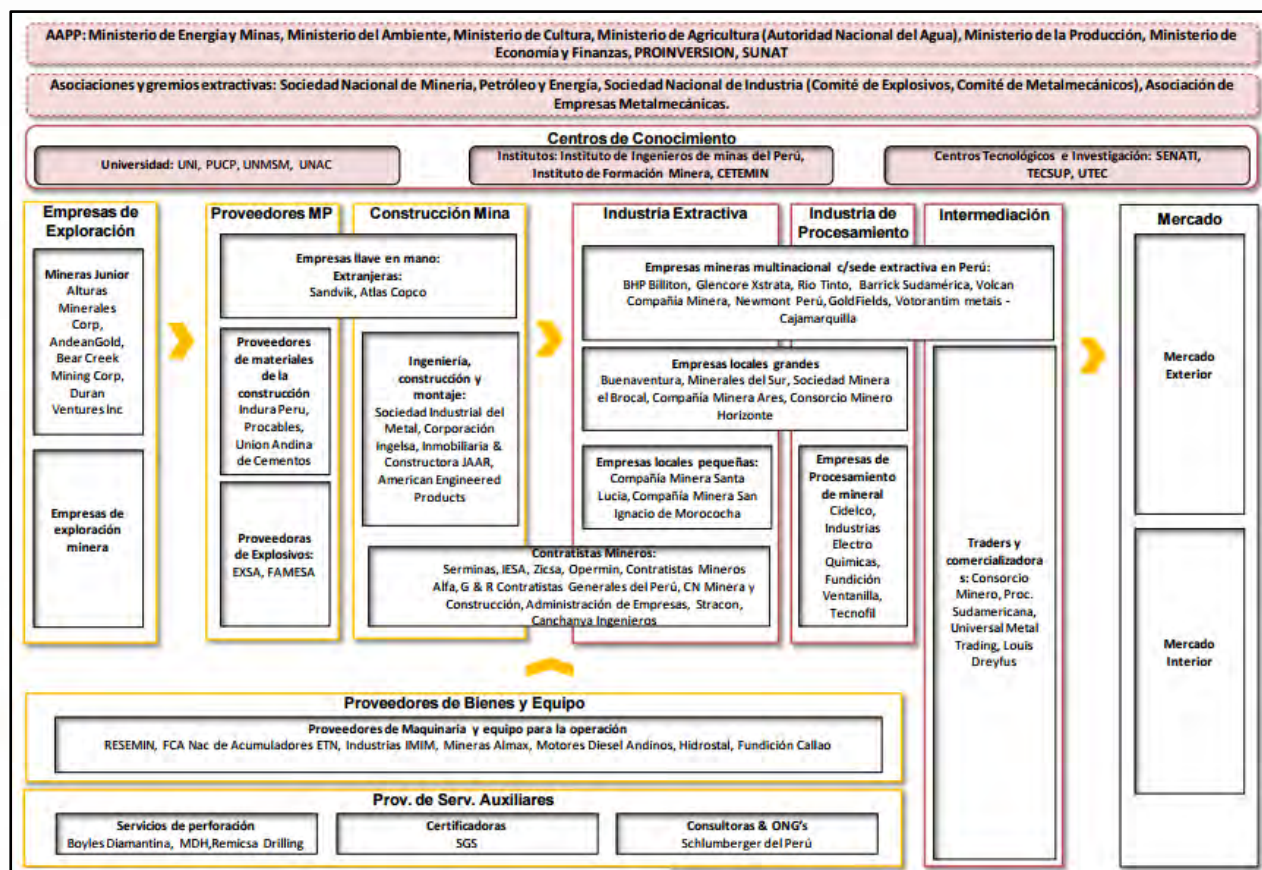 AAPP: Ministerio de Energía y Minas, Ministerio del Ambiente, Ministerio de Cultura, Ministerio de Agricultura (Autoridad Nacional del Agua), Ministerio de la Producción, Ministerio de
Economía y Finanzas, PROINVERSION, SUNAT
Asociaciones y gremios extractivas: Sociedad Nacional de Minería, Petróleo y Energía, Sociedad Nacional de Industria (Comité de Explosivos, Comité de Metalmecánicos), Asociación de
Empresas Metalmecánicas.
Centros de Conocimiento
Universidad: UNI, PUCP, UNMSM, UNAC
Institutos: Instituto de Ingenieros de minas del Perú,
Instituto de Formación Minera, CETEMIN
Centros Tecnológicos e Investigación: SENATI,
TECSUP, UTEC
Empresas de
Exploración
Mineras Junior
Alturas
Minerales
Corp,
AndeanGold,
Bear Creek
Mining Corp,
Duran
Ventures Inc
Empresas de
exploración
minera
Proveedores MP
Construcción Mina
Empresas llave en mano:
Extranjeras:
Sandvik, Atlas Copco
Proveedores
de materiales
de la
construcción
Indura Peru,
Procables,
Union Andina
de Cementos
Proveedoras
de Explosivos:
EXSA, FAMESA
Ingeniería,
construcción y
montaje:
Sociedad Industrial del
Metal, Corporación
Ingelsa, Inmobiliaria &
Constructora JAAR,
American Engineered
Products
Industria Extractiva
Industria de
Procesamiento
Empresas mineras multinacional c/sede extractiva en Perú:
BHP Billiton, Glencore Xstrata, Rio Tinto, Barrick Sudamérica, Volcan
Compañía Minera, Newmont Perú, GoldFields, Votorantim metais -
Cajamarquilla
Empresas locales grandes
Buenaventura, Minerales del Sur, Sociedad Minera
el Brocal, Compañía Minera Ares, Consorcio Minero
Horizonte
Empresas locales pequeñas:
Compañía Minera Santa
Lucia, Compañía Minera San
Ignacio de Morococha
Empresas de
Procesamiento
de mineral
Cidelco,
Industrias
Electro
Quimicas,
Fundición
Ventanilla,
Tecnofil
Contratistas Mineros:
Serminas, IESA, Zicsa, Opermin, Contratistas Mineros
Alfa, G & R Contratistas Generales del Perú, CN Minera y
Construcción, Administración de Empresas, Stracon,
Canchanya Ingenieros
Intermediación
Traders y
comercializadora
s: Consorcio
Minero, Proc.
Sudamericana,
Universal Metal
Trading, Louis
Dreyfus
Mercado
Mercado
Exterior
Mercado
Interior
Proveedores de Bienes y Equipo
Proveedores de Maquinaria y equipo para la operación
RESEMIN, FCA Nac de Acumuladores ETN, Industrias IMIM, Mineras Almax, Motores Diesel Andinos, Hidrostal, Fundición Callao
Prov. de Serv. Auxiliares
Servicios de perforación
Boyles Diamantina, MDH,Remicsa Drilling
Certificadoras
SGS
Consultoras & ONG's
Schlumberger del Perú